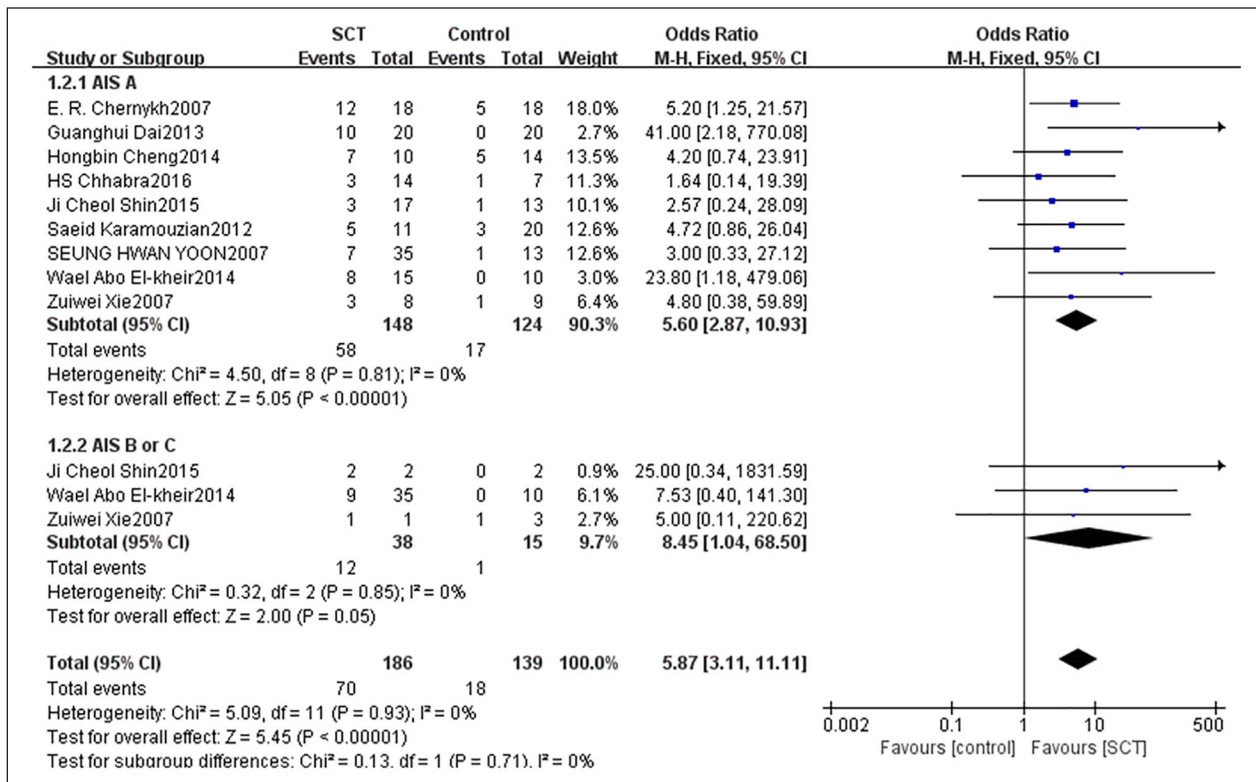 SCT Control Odds Ratio Odds Ratio
Study or Subgroup Events Total Events Total Weight M-H, Fixed, 95% CI M-H, Fixed, 95% CI
1.2.1 AIS A
E. R. Chernykh2007 12 18 5 18 18.0% 5.20 [1.25, 21.57]
Guanghui Dai2013 10 20 0 20 2.7% 41.00 [2.18, 770.08]
Hongbin Cheng2014 7 10 5 14 13.5% 4.20 [0.74, 23.91]
HS Chhabra2016 3 14 1 7 11.3% 1.64 [0.14, 19.39]
Ji Cheol Shin2015 3 17 1 13 10.1% 2.57 [0.24, 28.09]
Saeid Karamouzian2012 5 11 3 20 12.6% 4.72 [0.86, 26.04]
SEUNG HWAN YOON2007 7 35 1 13 12.6% 3.00 [0.33, 27.12]
Wael Abo El-kheir2014 8 15 0 10 3.0% 23.80 [1.18, 479.06]
Zuiwei Xie2007 3 8 1 9 6.4% 4.80 [0.38, 59.89]
Subtotal (95% CI) 148 124 90.3% 5.60 [2.87, 10.93]
Total events 58 17
Heterogeneity: Chi² = 4.50, df = 8 (P = 0.81); I² = 0%
Test for overall effect: Z = 5.05 (P < 0.00001)
1.2.2 AIS B or C
Ji Cheol Shin2015 2 2 0 2 0.9% 25.00 [0.34, 1831.59]
Wael Abo El-kheir2014 9 35 0 10 6.1% 7.53 [0.40, 141.30]
Zuiwei Xie2007 1 1 1 3 2.7% 5.00 [0.11, 220.62]
Subtotal (95% CI) 38 15 9.7% 8.45 [1.04, 68.50]
Total events 12 1
Heterogeneity: Chi² = 0.32, df = 2 (P = 0.85); I² = 0%
Test for overall effect: Z = 2.00 (P = 0.05)
Total (95% CI) 186 139 100.0% 5.87 [3.11, 11.11]
Total events 70 18
Heterogeneity: Chi² = 5.09, df = 11 (P = 0.93); I² = 0%
Test for overall effect: Z = 5.45 (P < 0.00001)
Test for subgroup differences: Chi² = 0.13. df = 1 (P = 0.71). I² = 0%
0.002 0.1 1 10 500
Favours [control] Favours [SCT]